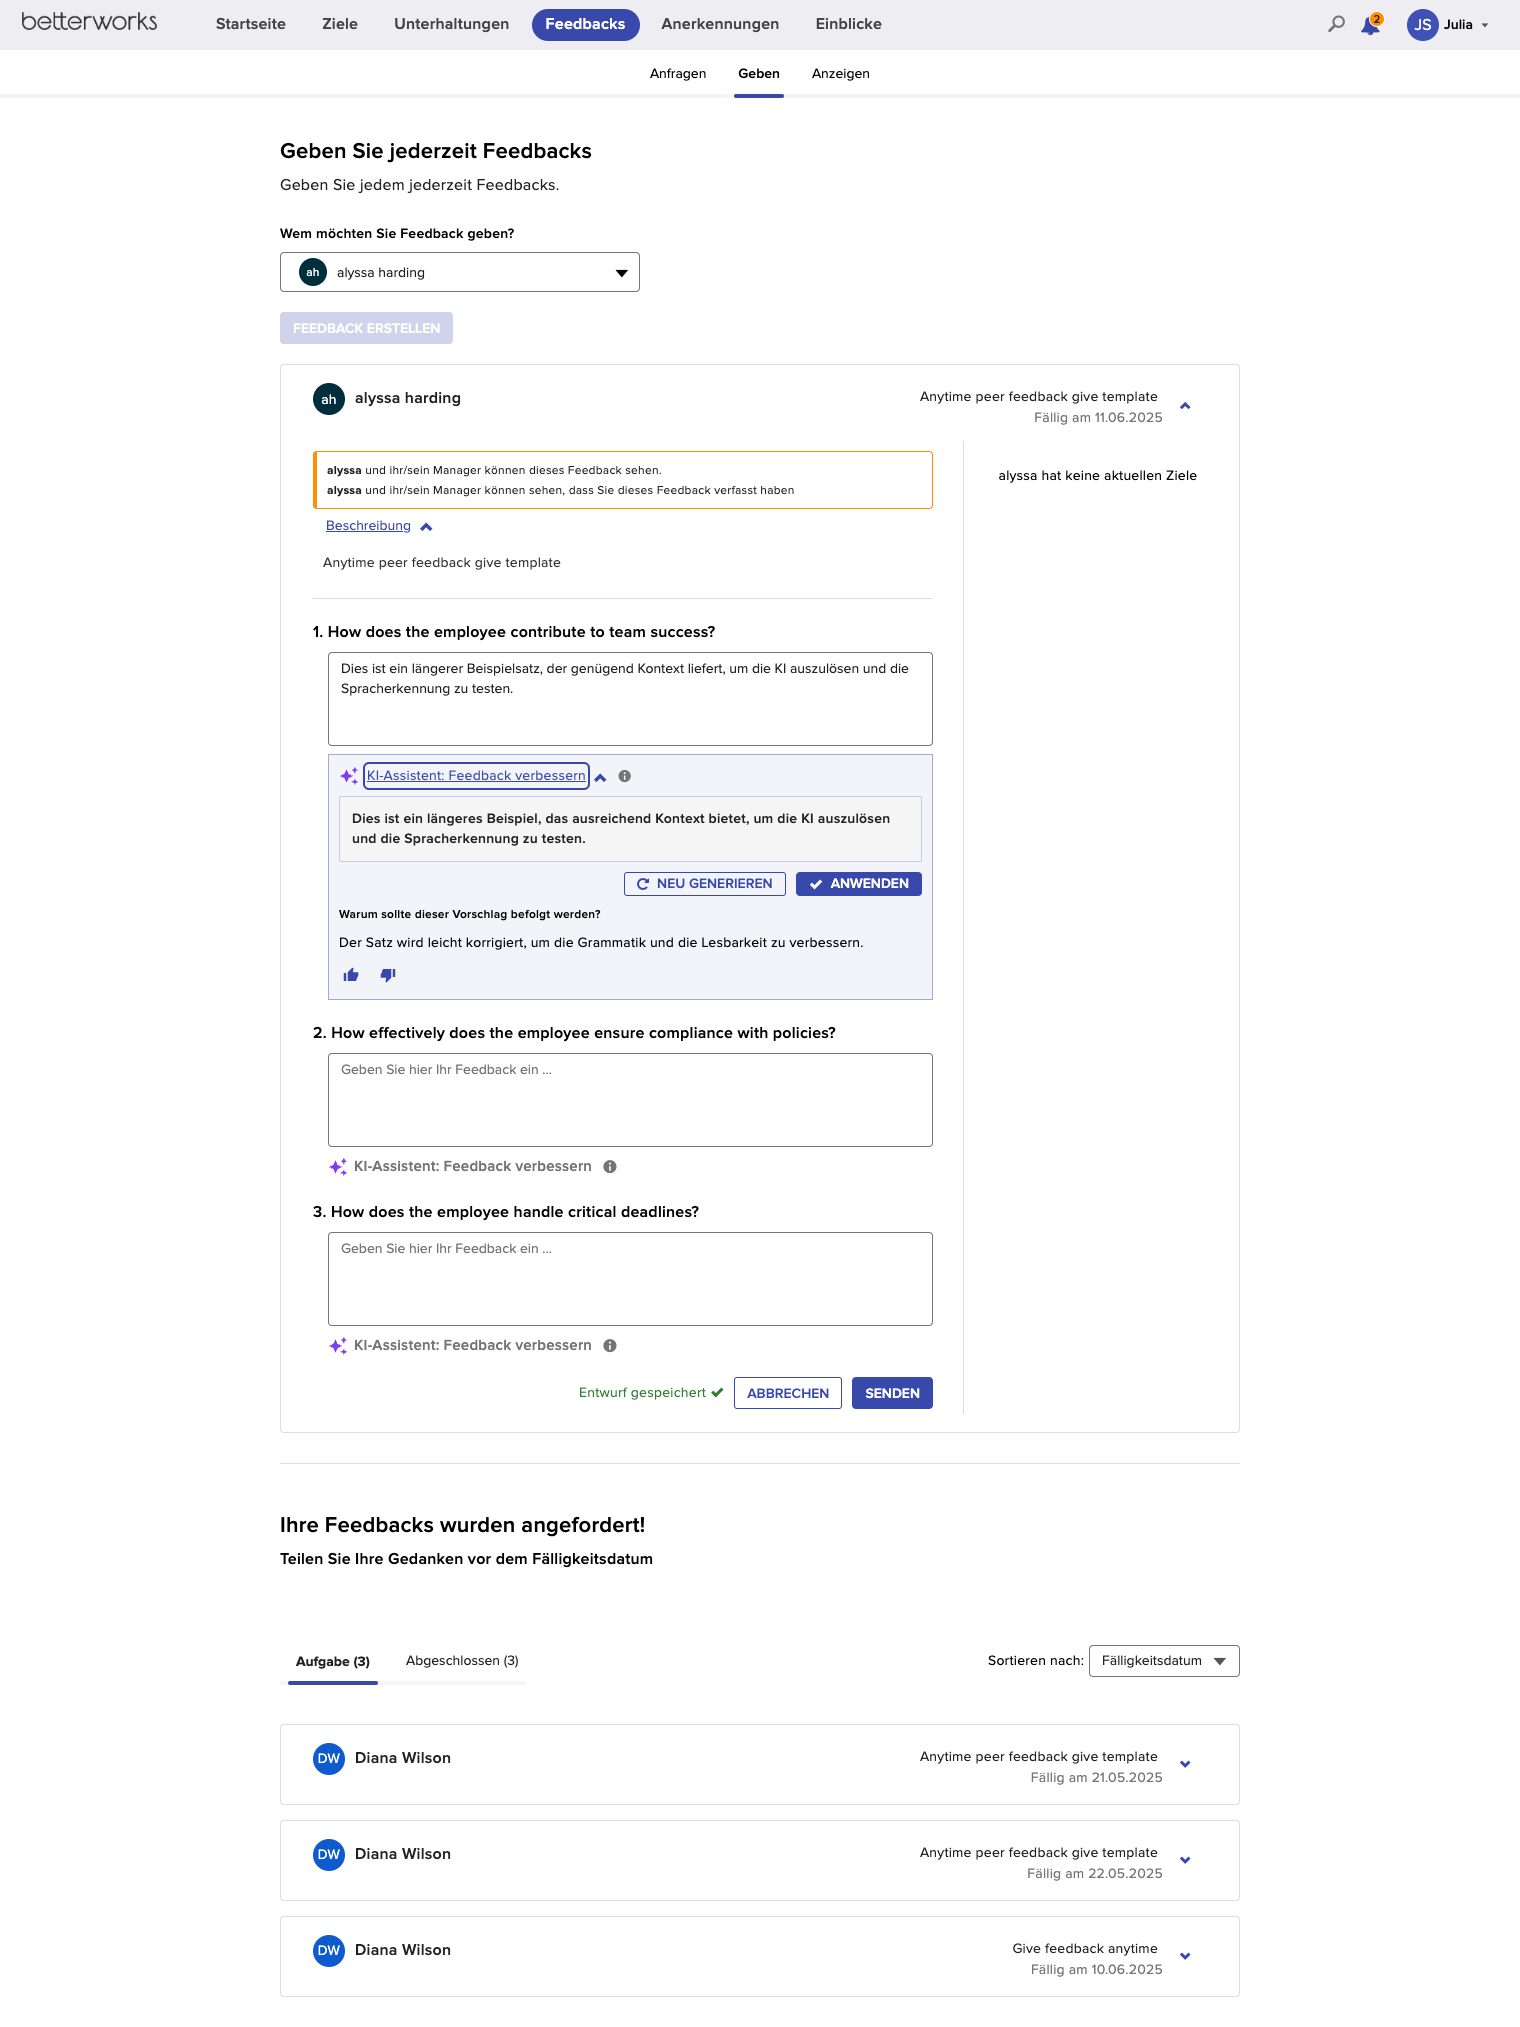 betterworks
Startseite
Ziele
Unterhaltungen
Feedbacks
Anerkennungen
Einblicke
2
JS
Julia
Anfragen
Geben
Anzeigen
Geben Sie jederzeit Feedbacks
Geben Sie jedem jederzeit Feedbacks.
Wem möchten Sie Feedback geben?
ah alyssa harding
FEEDBACK ERSTELLEN
ah alyssa harding
Anytime peer feedback give template
Fällig am 11.06.2025
alyssa und ihr/sein Manager können dieses Feedback sehen.
alyssa und ihr/sein Manager können sehen, dass Sie dieses Feedback verfasst haben
alyssa hat keine aktuellen Ziele
Beschreibung
Anytime peer feedback give template
1. How does the employee contribute to team success?
Dies ist ein längerer Beispielsatz, der genügend Kontext liefert, um die KI auszulösen und die
Spracherkennung zu testen.
KI-Assistent: Feedback verbessern
Dies ist ein längeres Beispiel, das ausreichend Kontext bietet, um die KI auszulösen
und die Spracherkennung zu testen.
NEU GENERIEREN
ANWENDEN
Warum sollte dieser Vorschlag befolgt werden?
Der Satz wird leicht korrigiert, um die Grammatik und die Lesbarkeit zu verbessern.
2. How effectively does the employee ensure compliance with policies?
Geben Sie hier Ihr Feedback ein ...
KI-Assistent: Feedback verbessern
3. How does the employee handle critical deadlines?
Geben Sie hier Ihr Feedback ein ...
KI-Assistent: Feedback verbessern
Entwurf gespeichert
ABBRECHEN
SENDEN
Ihre Feedbacks wurden angefordert!
Teilen Sie Ihre Gedanken vor dem Fälligkeitsdatum
Aufgabe (3)
Abgeschlossen (3)
Sortieren nach:
Fälligkeitsdatum
DW Diana Wilson
Anytime peer feedback give template
Fällig am 21.05.2025
DW Diana Wilson
Anytime peer feedback give template
Fällig am 22.05.2025
DW Diana Wilson
Give feedback anytime
Fällig am 10.06.2025